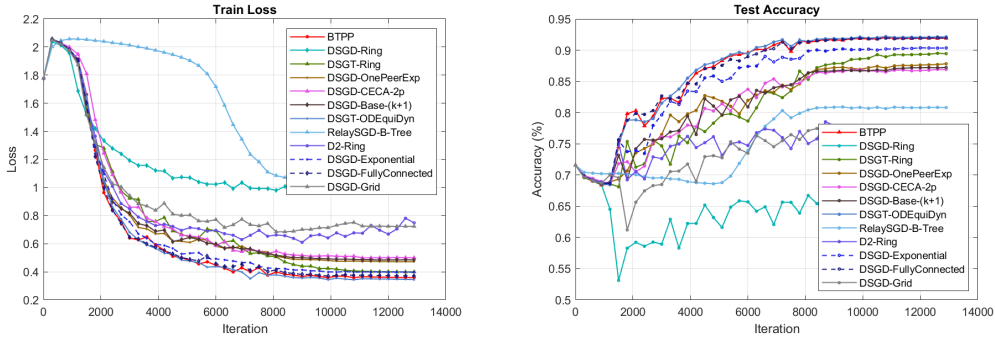 Train Loss
2.2
2
1.8
1.6
1.4
1.2
1
0.8
0.6
0.4
0.2
Loss
0
2000
4000
6000
8000
10000
12000
14000
Iteration
BTPP
DSGD-Ring
DSGT-Ring
DSGD-OnePeerExp
DSGD-CECA-2p
DSGD-Base-(k+1)
DSGT-ODEquiDyn
RelaySGD-B-Tree
D2-Ring
DSGD-Exponential
DSGD-FullyConnected
DSGD-Grid
Test Accuracy
0.95
0.9
0.85
0.8
0.75
0.7
0.65
0.6
0.55
0.5
Accuracy (%)
0
2000
4000
6000
8000
10000
12000
14000
Iteration
BTPP
DSGD-Ring
DSGT-Ring
DSGD-OnePeerExp
DSGD-CECA-2p
DSGD-Base-(k+1)
DSGT-ODEquiDyn
RelaySGD-B-Tree
D2-Ring
DSGD-Exponential
DSGD-FullyConnected
DSGD-Grid